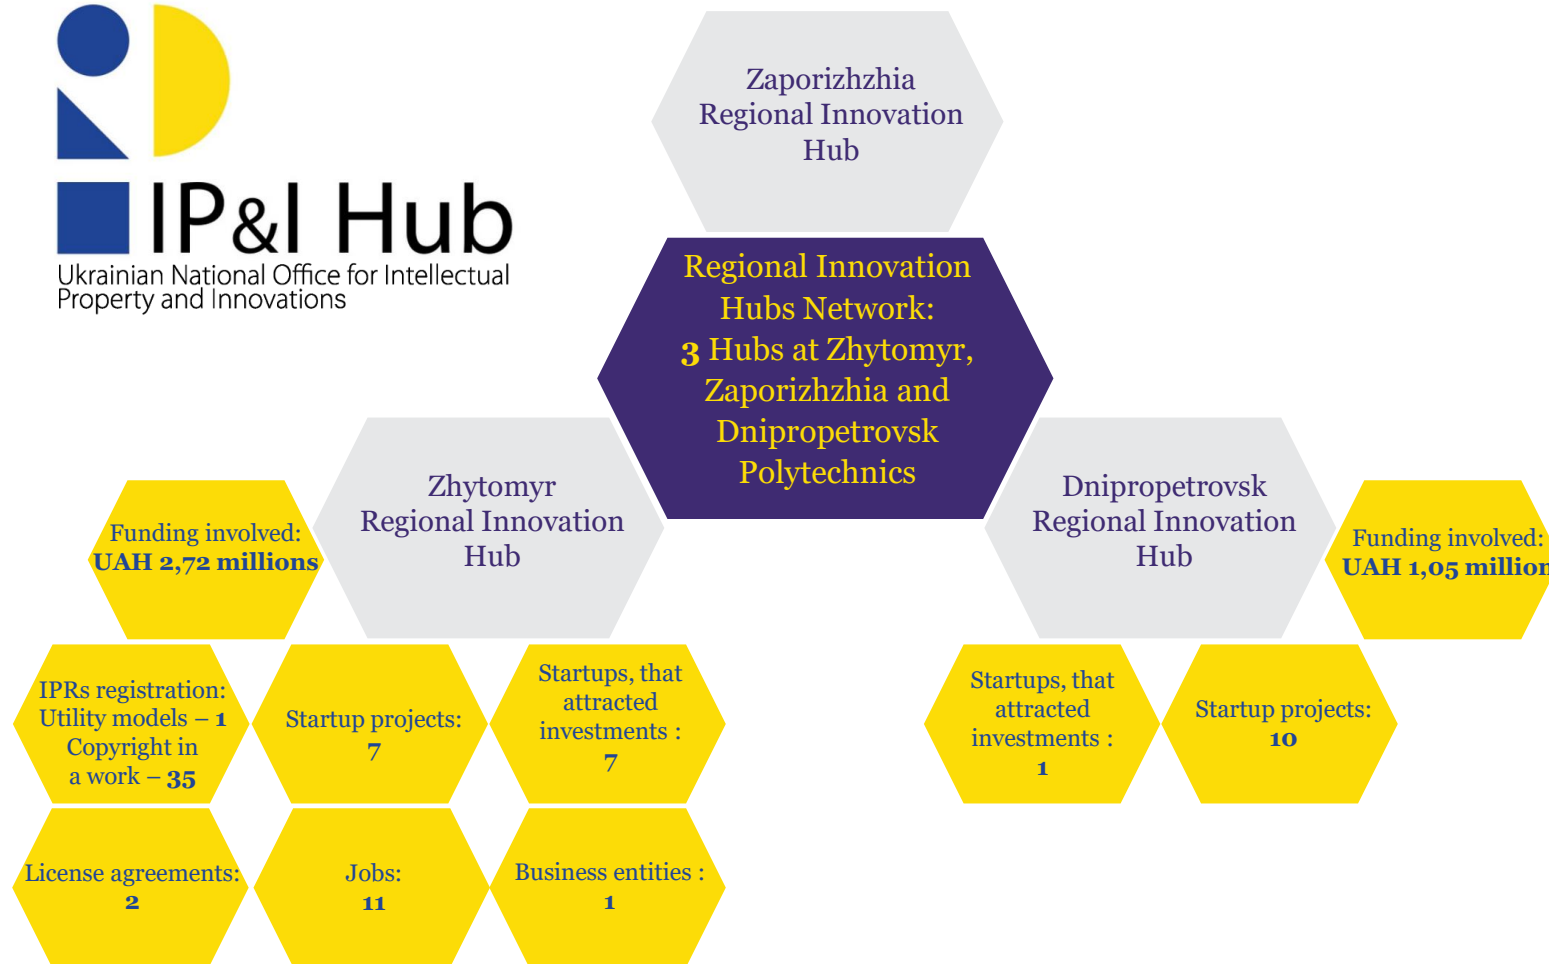 IP&I Hub
Ukrainian National Office for Intellectual
Property and Innovations
Zaporizhzhia
Regional Innovation
Hub
Regional Innovation
Hubs Network:
3 Hubs at Zhytomyr,
Zaporizhzhia and
Dnipropetrovsk
Polytechnics
Zhytomyr
Regional Innovation
Hub
Dnipropetrovsk
Regional Innovation
Hub
Funding involved:
UAH 2,72 millions
Funding involved:
UAH 1,05 million
IPRs registration:
Utility models – 1
Copyright in
a work – 35
Startup projects:
7
Startups, that
attracted
investments :
7
Startups, that
attracted
investments :
1
Startup projects:
10
License agreements:
2
Jobs:
11
Business entities :
1